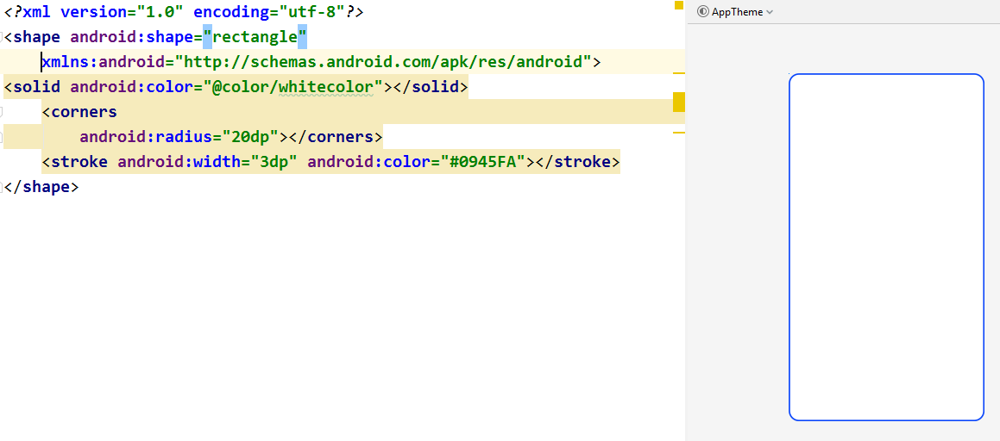 <?xml version="1.0" encoding="utf-8"?>
<shape android:shape="rectangle"
    xmlns:android="http://schemas.android.com/apk/res/android">
<solid android:color="@color/whitecolor"></solid>
    <corners
        android:radius="20dp"></corners>
    <stroke android:width="3dp" android:color="#0945FA"></stroke>
</shape>
AppTheme